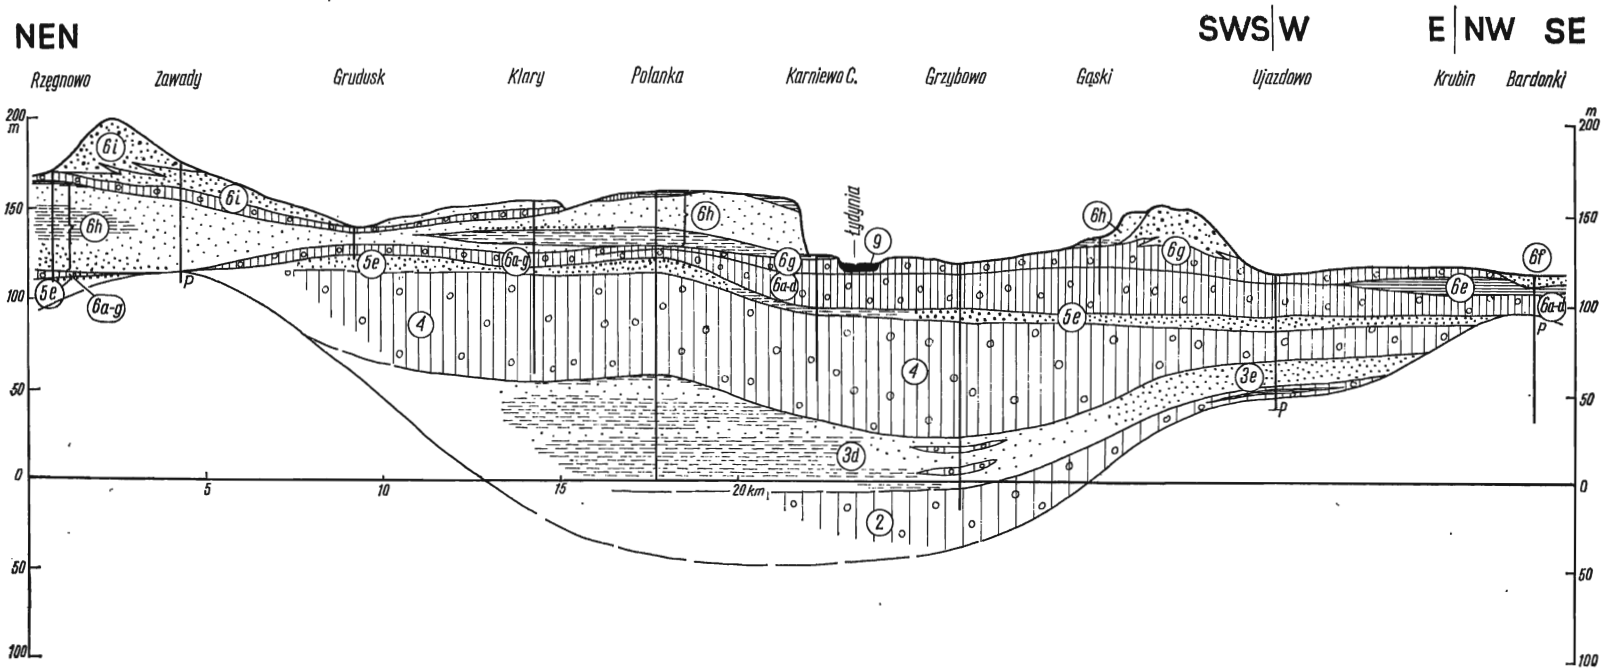 NEN SWS|W E|NW SE
Rzęgnowo Zawady Grudusk Klary Polanka Karniewo C. Grzybowo Gąski Ujazdowo Krubin Bardonki
200 m
m 200
6i
150
6i
6h
Łydynia
9
6h
6g
150
6h
6g
6f
5e
6a-g
6a-d
6e
5e
6a-g
P
100
5e
6a-d
100
P
4
4
3e
50
P
50
3d
0
5 10 15 20 km
0
2
50
50
100
100